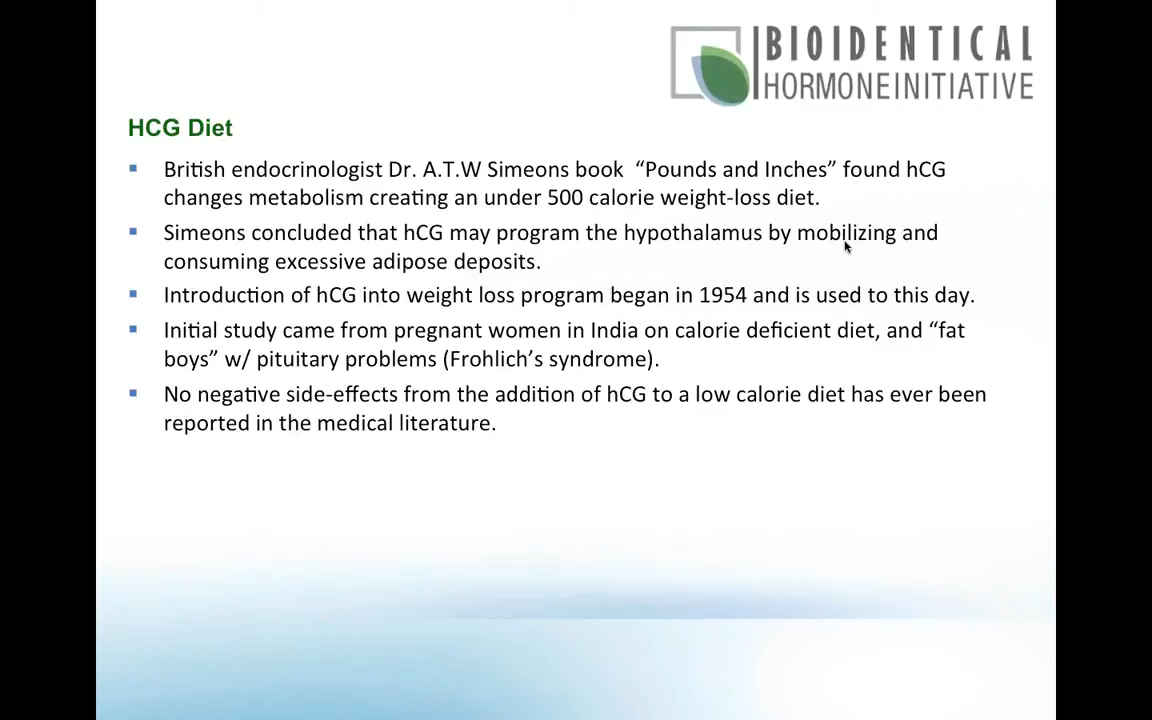 BIOIDENTICAL
HORMONEINITIATIVE
HCG Diet
▪ British endocrinologist Dr. A.T.W Simeons book “Pounds and Inches” found hCG
changes metabolism creating an under 500 calorie weight-loss diet.
▪ Simeons concluded that hCG may program the hypothalamus by mobilizing and
consuming excessive adipose deposits.
▪ Introduction of hCG into weight loss program began in 1954 and is used to this day.
▪ Initial study came from pregnant women in India on calorie deficient diet, and “fat
boys” w/ pituitary problems (Frohlich’s syndrome).
▪ No negative side-effects from the addition of hCG to a low calorie diet has ever been
reported in the medical literature.